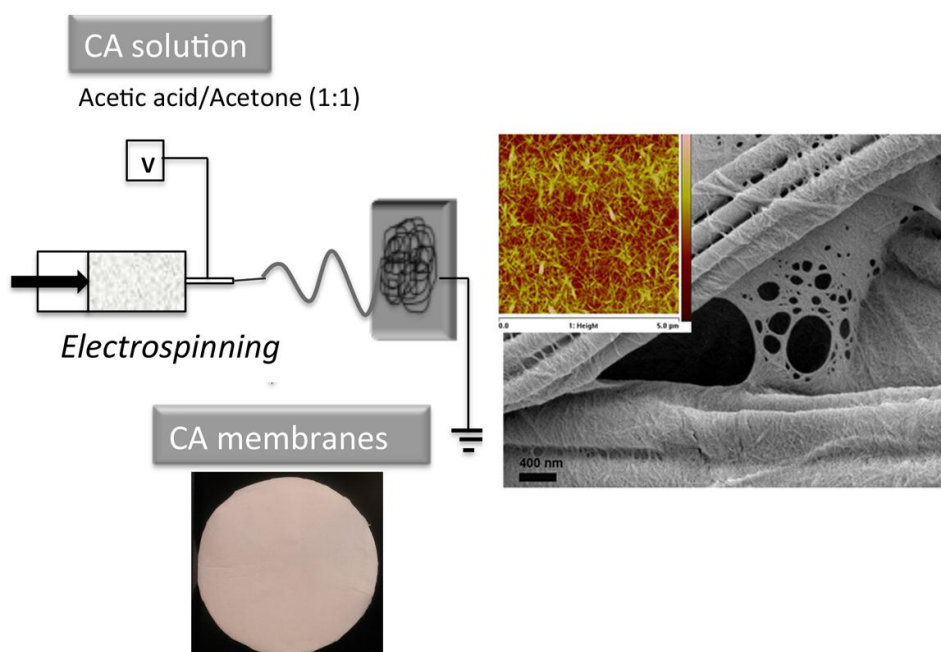 CA solution
Acetic acid/Acetone (1:1)
V
Electrospinning
CA membranes
0.0 1: Height 5.0 µm
400 nm